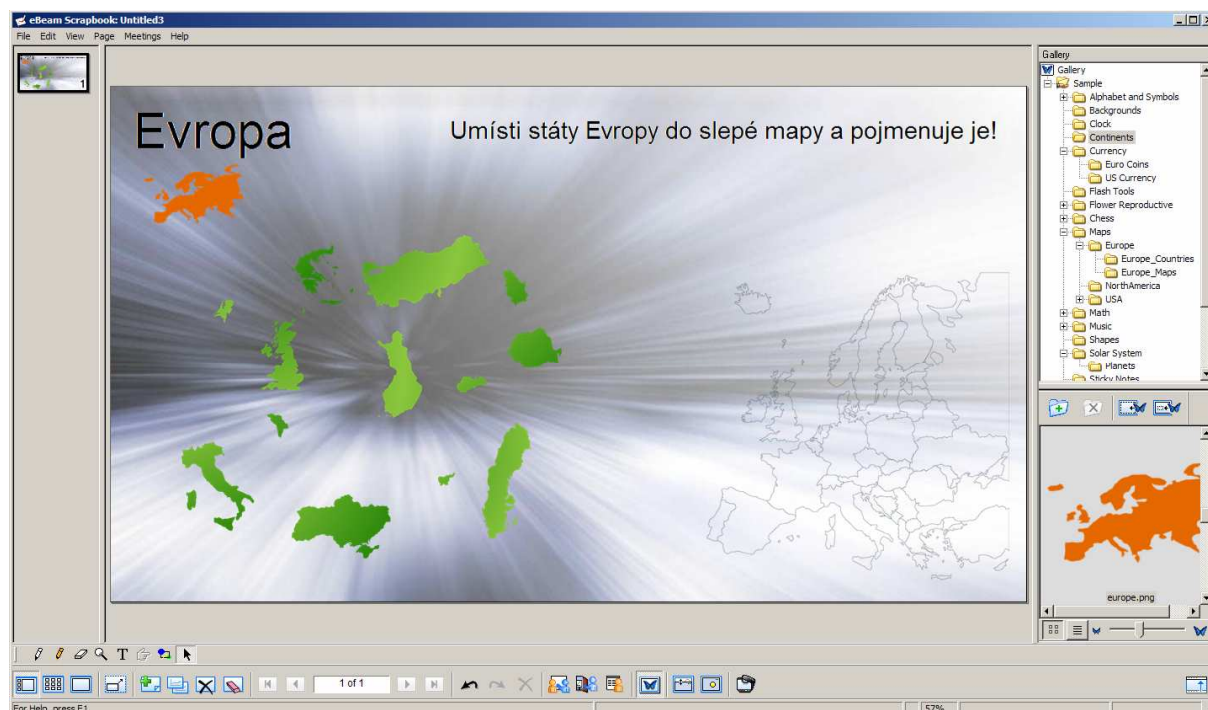 eBeam Scrapbook: Untitled3
File Edit View Page Meetings Help
1
Evropa
Umísti státy Evropy do slepé mapy a pojmenuje je!
Gallery
Gallery
Sample
Alphabet and Symbols
Backgrounds
Clock
Continents
Currency
Euro Coins
US Currency
Flash Tools
Flower Reproductive
Chess
Maps
Europe
Europe_Countries
Europe_Maps
NorthAmerica
USA
Math
Music
Shapes
Solar System
Planets
Sticky Notes
europe.png
T
1 of 1
For Help, press F1
57%